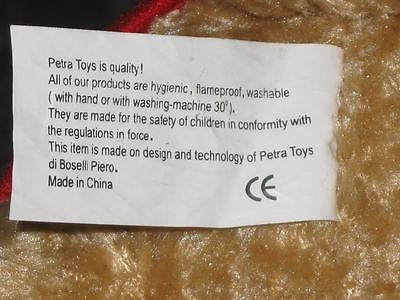 Petra Toys is quality!
All of our products are hygienic, flameproof, washable
( with hand or with washing-machine 30°).
They are made for the safety of children in conformity with
the regulations in force.
This item is made on design and technology of Petra Toys
di Boselli Piero.
Made in China
CE